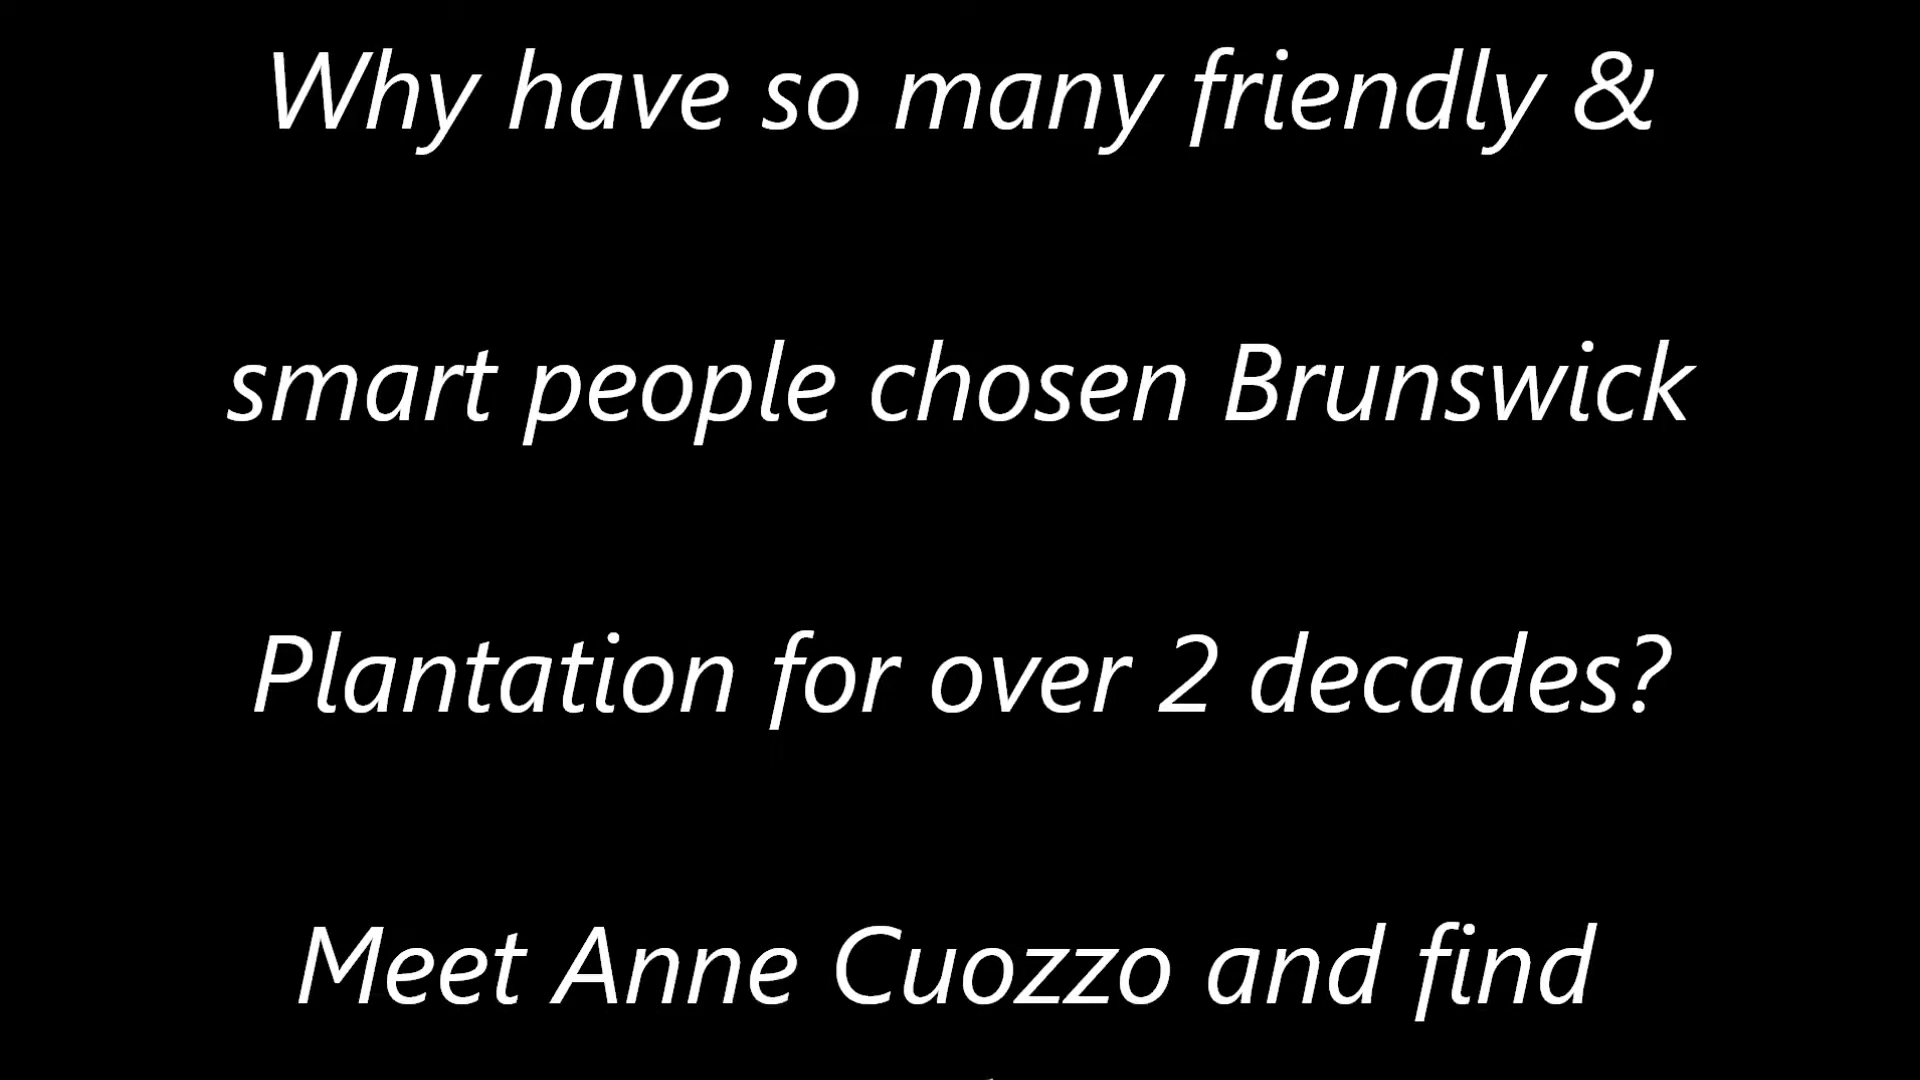 Why have so many friendly &
smart people chosen Brunswick
Plantation for over 2 decades?
Meet Anne Cuozzo and find